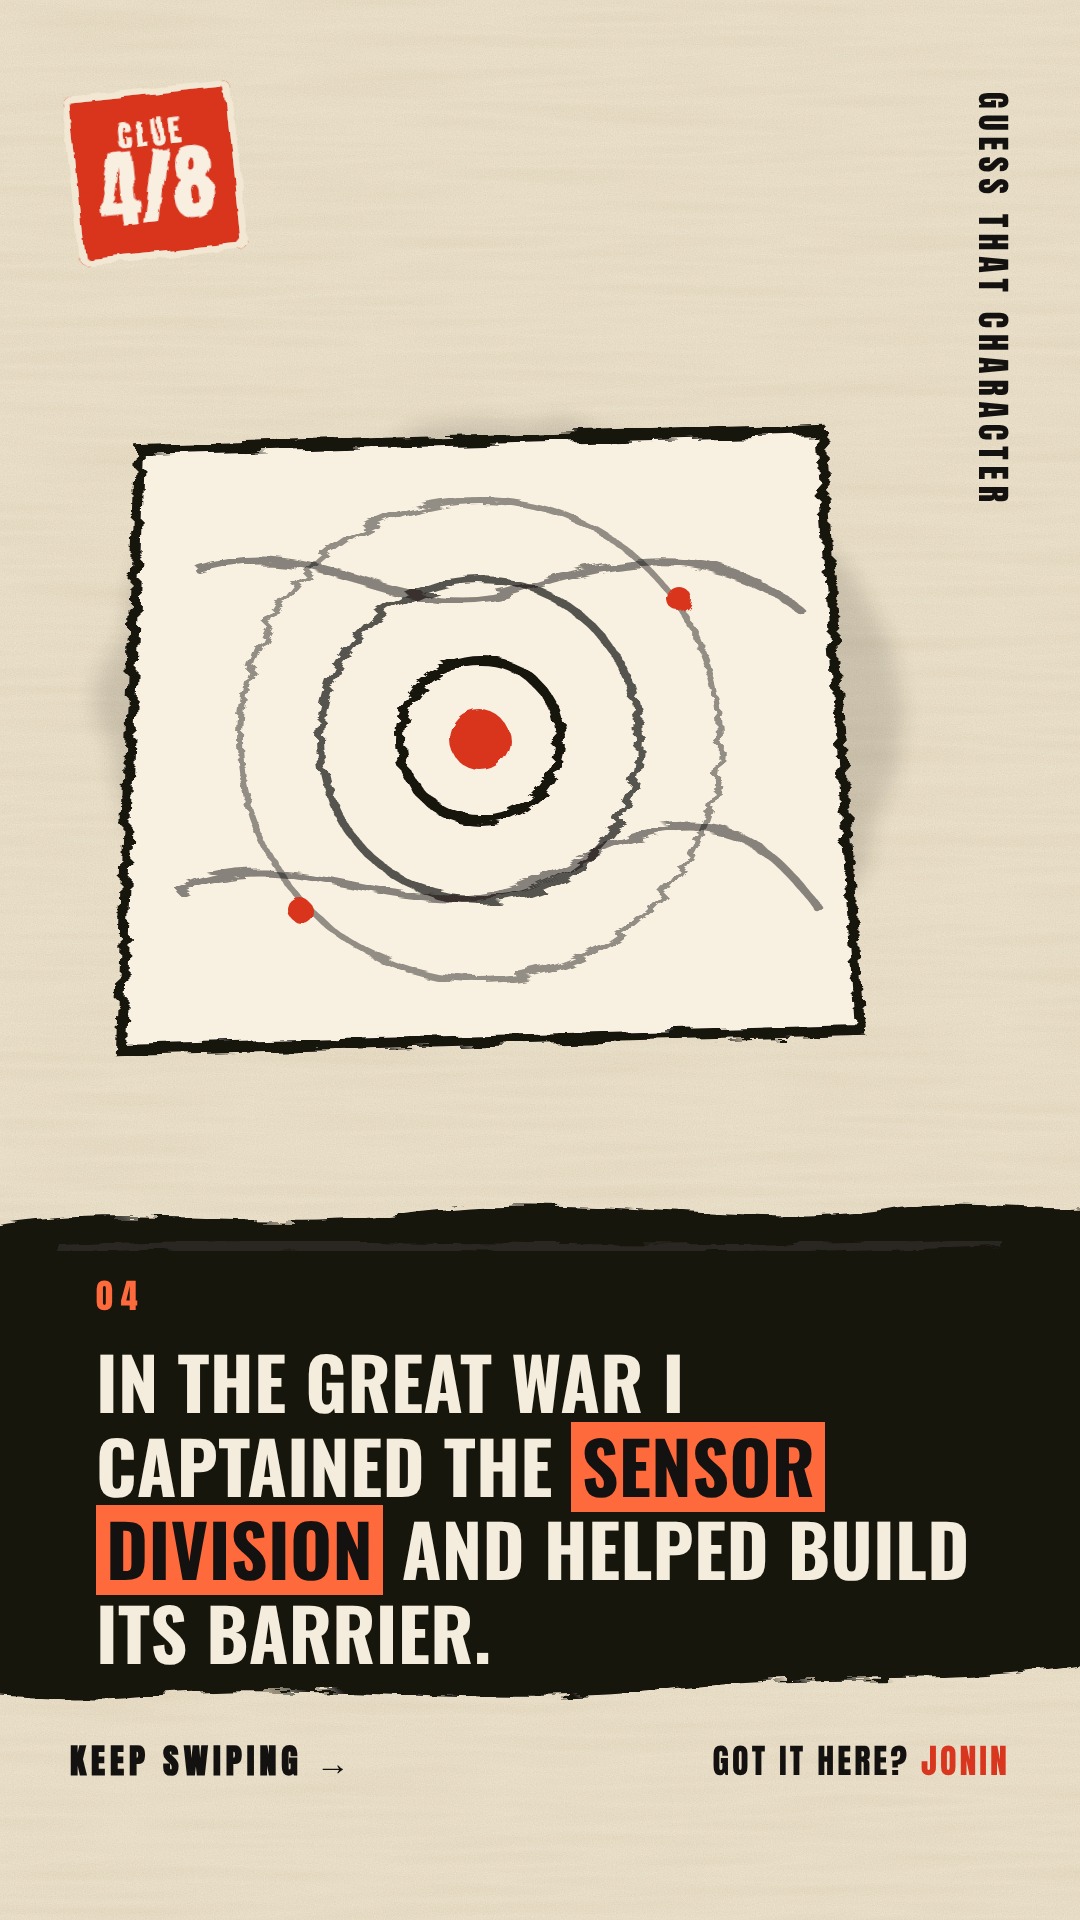 CLUE
4/8
GUESS THAT CHARACTER
04
IN THE GREAT WAR I
CAPTAINED THE SENSOR
DIVISION AND HELPED BUILD
ITS BARRIER.
KEEP SWIPING →
GOT IT HERE? JONIN